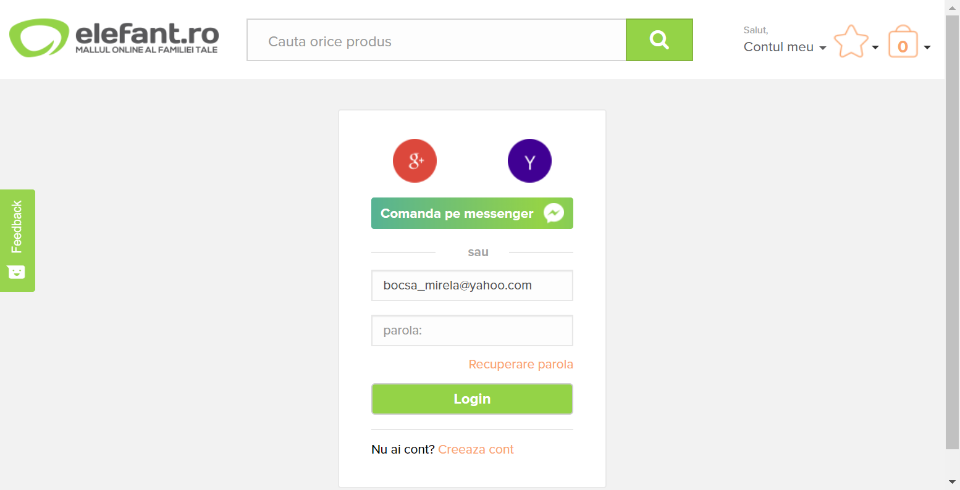 elefant.ro
MALLUL ONLINE AL FAMILIEI TALE
Cauta orice produs
Salut,
Contul meu
0
g+
Y
Feedback
Comanda pe messenger
sau
bocsa_mirela@yahoo.com
parola:
Recuperare parola
Login
Nu ai cont? Creeaza cont